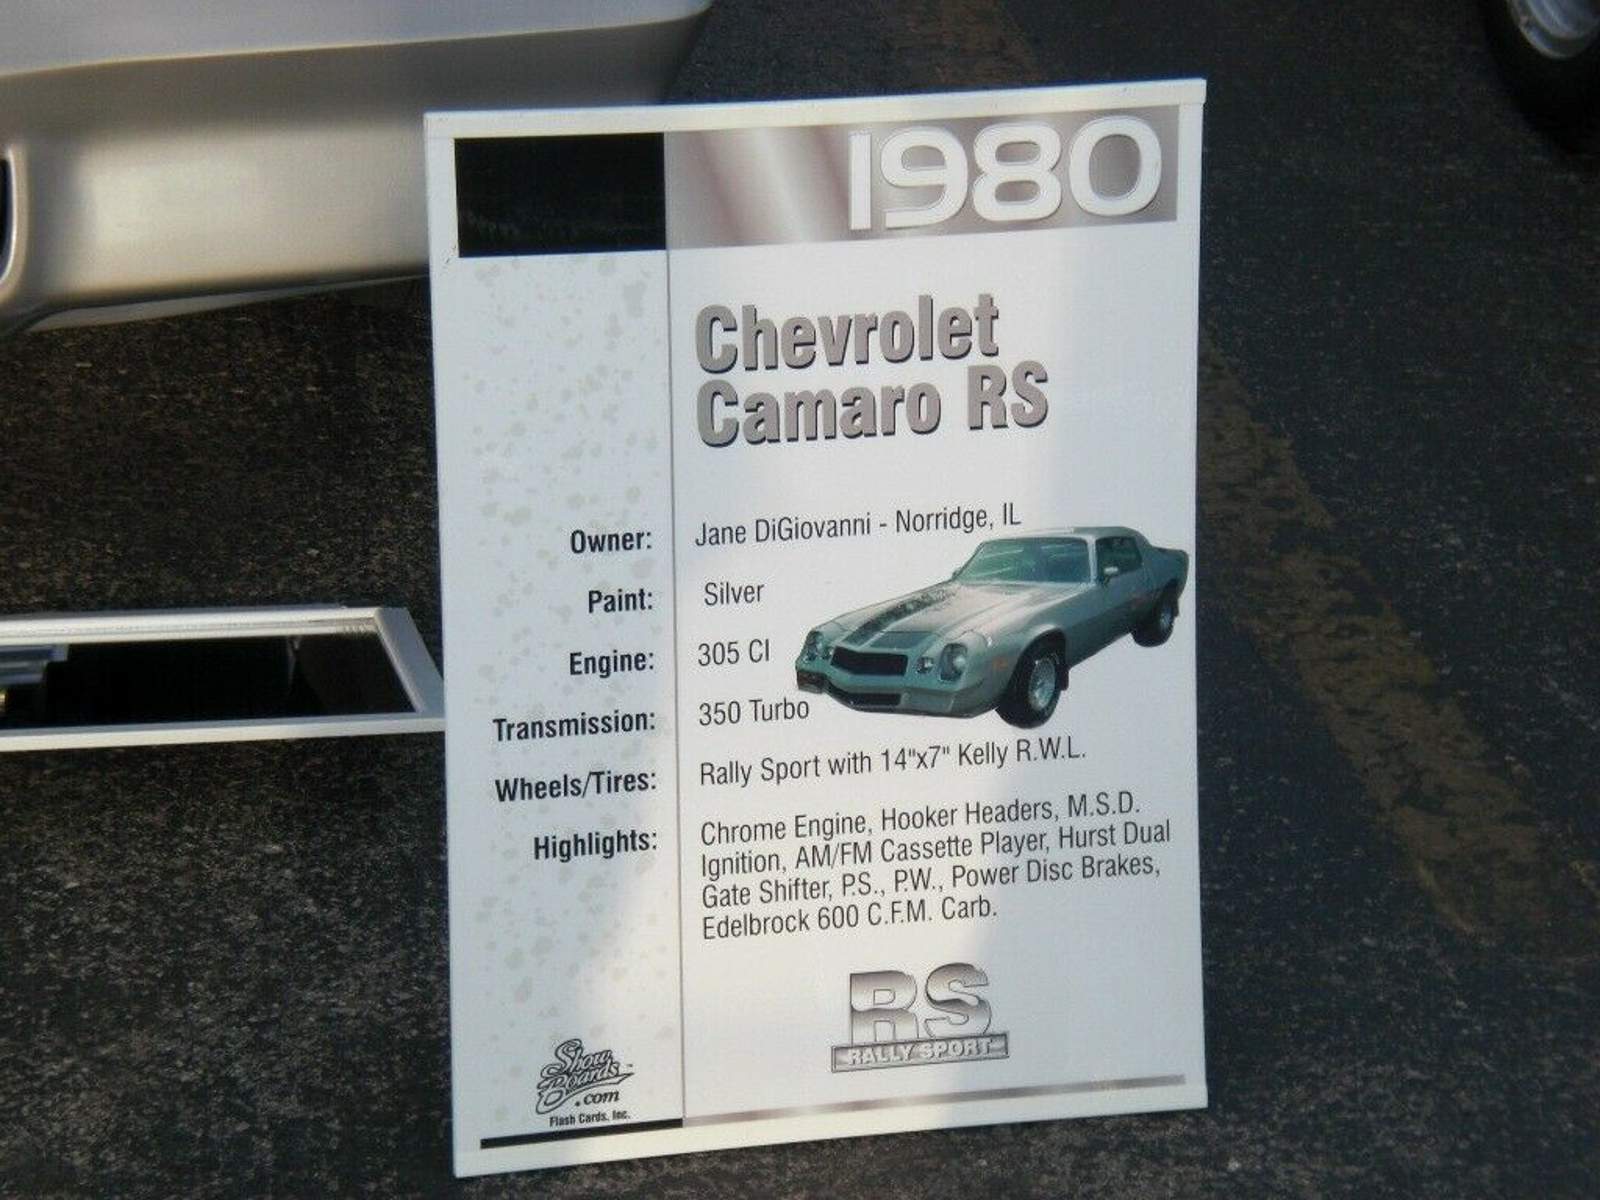 1980
Chevrolet
Camaro RS
Owner: Jane DiGiovanni - Norridge, IL
Paint: Silver
Engine: 305 CI
Transmission: 350 Turbo
Wheels/Tires: Rally Sport with 14"x7" Kelly R.W.L.
Highlights: Chrome Engine, Hooker Headers, M.S.D.
Ignition, AM/FM Cassette Player, Hurst Dual
Gate Shifter, P.S., P.W., Power Disc Brakes,
Edelbrock 600 C.F.M. Carb.
RS
RALLY SPORT
Show
Boards™
.com
Flash Cards, Inc.